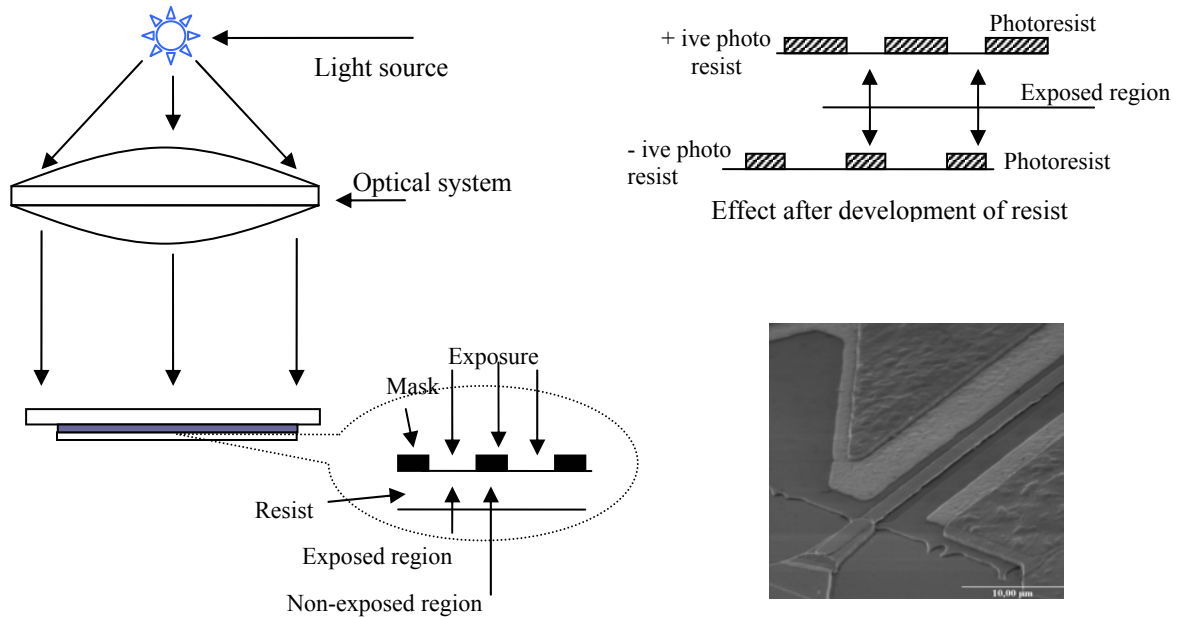 Light source
Optical system
Exposure
Mask
Resist
Exposed region
Non-exposed region
+ ive photo
resist
Photoresist
Exposed region
- ive photo
resist
Photoresist
Effect after development of resist
10,00 µm